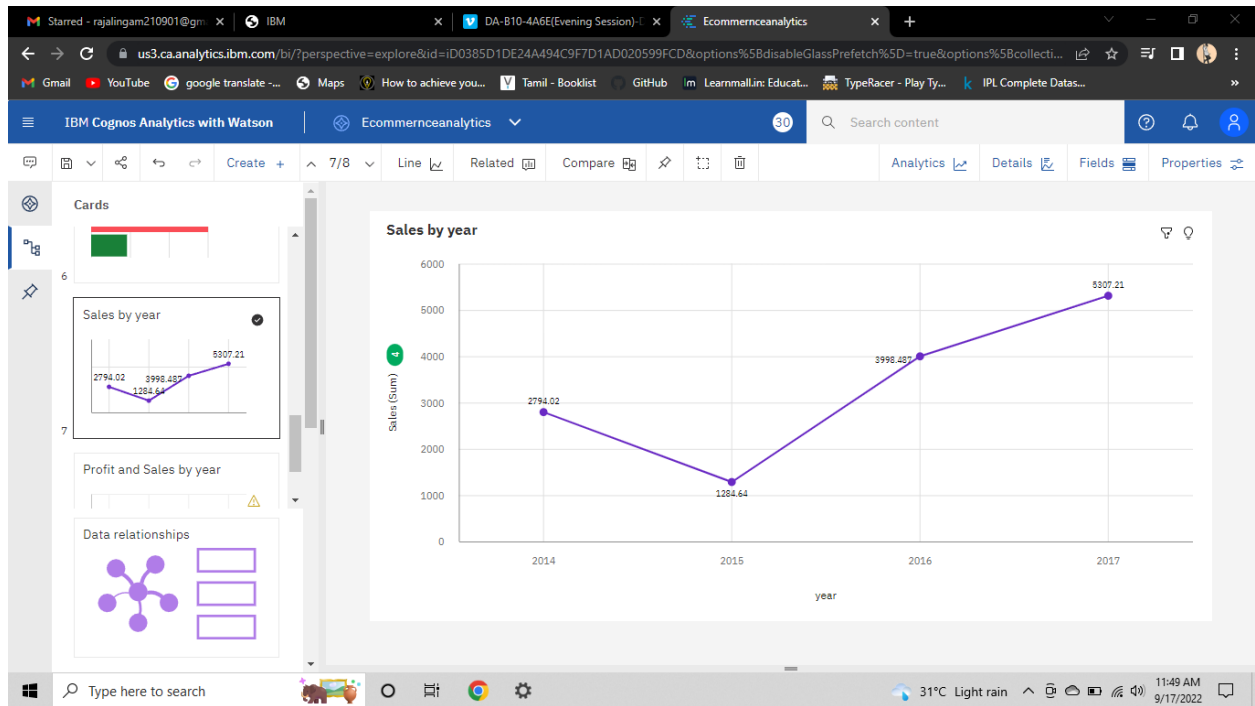 Starred - rajalingam210901@gm
IBM
DA-B10-4A6E(Evening Session)-D
Ecommernceanalytics
us3.ca.analytics.ibm.com/bi/?perspective=explore&id=iD0385D1DE24A494C9F7D1AD020599FCD&options%5BdisableGlassPrefetch%5D=true&options%5Bcollecti...
Gmail YouTube google translate -... Maps How to achieve you... Tamil - Booklist GitHub Learnmall.in: Educat... TypeRacer - Play Ty... IPL Complete Datas... »
IBM Cognos Analytics with Watson Ecommernceanalytics 30 Search content
Create + 7/8 Line Related Compare Analytics Details Fields Properties
Cards
6
Sales by year
5307.21
2794.02 3998.487
1284.64
7
Profit and Sales by year
Data relationships
Sales by year
6000
5000
4000
3000
2000
1000
0
Sales (Sum)
4
2794.02
1284.64
3998.487
5307.21
2014 2015 2016 2017
year
Type here to search
31°C Light rain
11:49 AM
9/17/2022